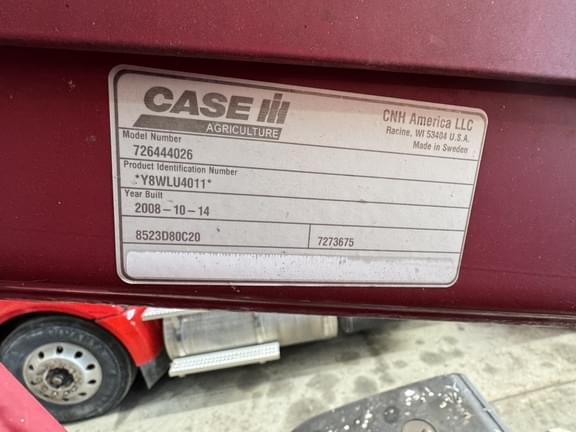 CASE IH
AGRICULTURE
CNH America LLC
Racine, WI 53404 U.S.A.
Made in Sweden
Model Number
726444026
Product Identification Number
*Y8WLU4011*
Year Built
2008-10-14
8523D80C20
7273675